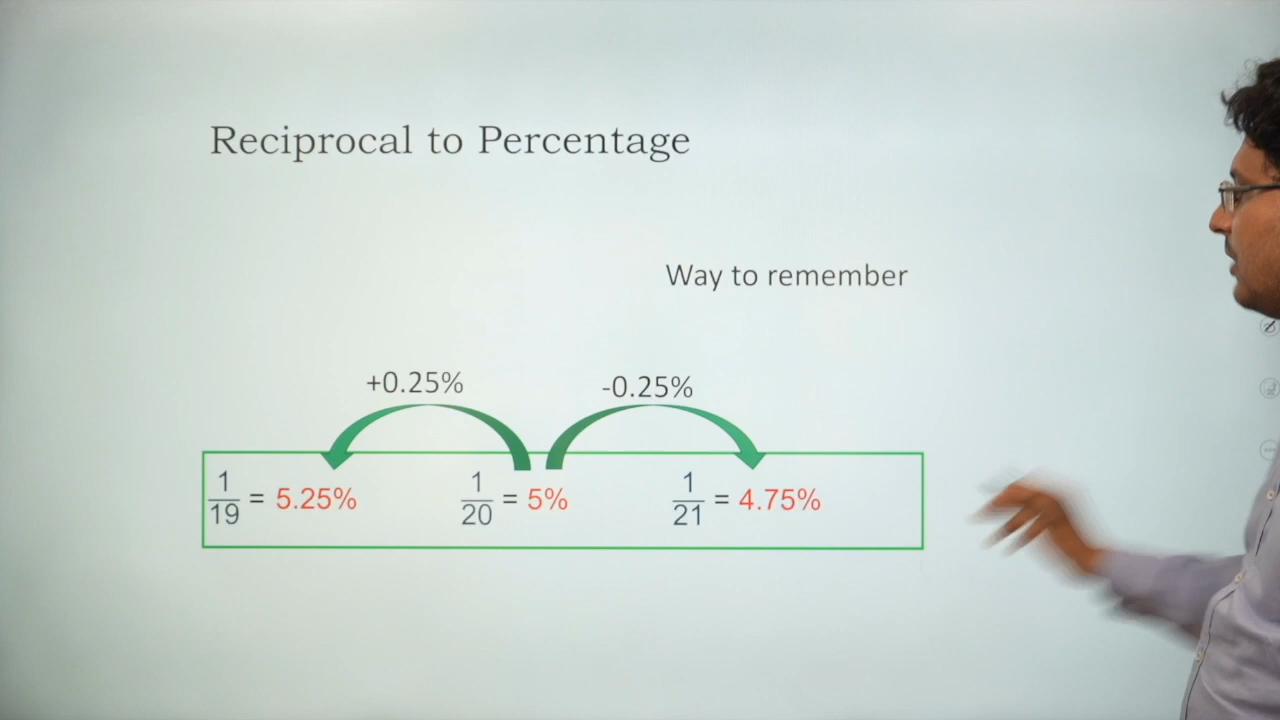 Reciprocal to Percentage
Way to remember
+0.25% -0.25%
1/19 = 5.25% 1/20 = 5% 1/21 = 4.75%